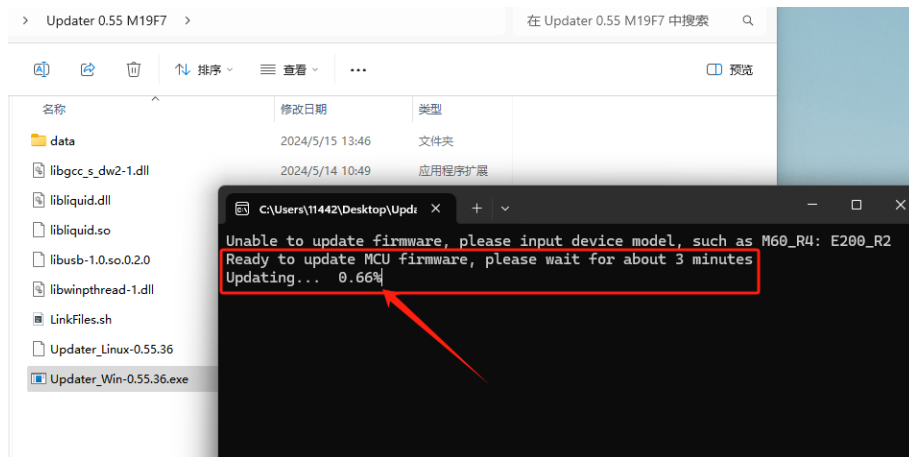 Updater 0.55 M19F7
在 Updater 0.55 M19F7 中搜索
排序
查看
预览
名称
修改日期
类型
data
2024/5/15 13:46
文件夹
libgcc_s_dw2-1.dll
2024/5/14 10:49
应用程序扩展
libliquid.dll
libliquid.so
libusb-1.0.so.0.2.0
libwinpthread-1.dll
LinkFiles.sh
Updater_Linux-0.55.36
Updater_Win-0.55.36.exe
C:\Users\11442\Desktop\Upda
Unable to update firmware, please input device model, such as M60_R4: E200_R2
Ready to update MCU firmware, please wait for about 3 minutes
Updating... 0.66%